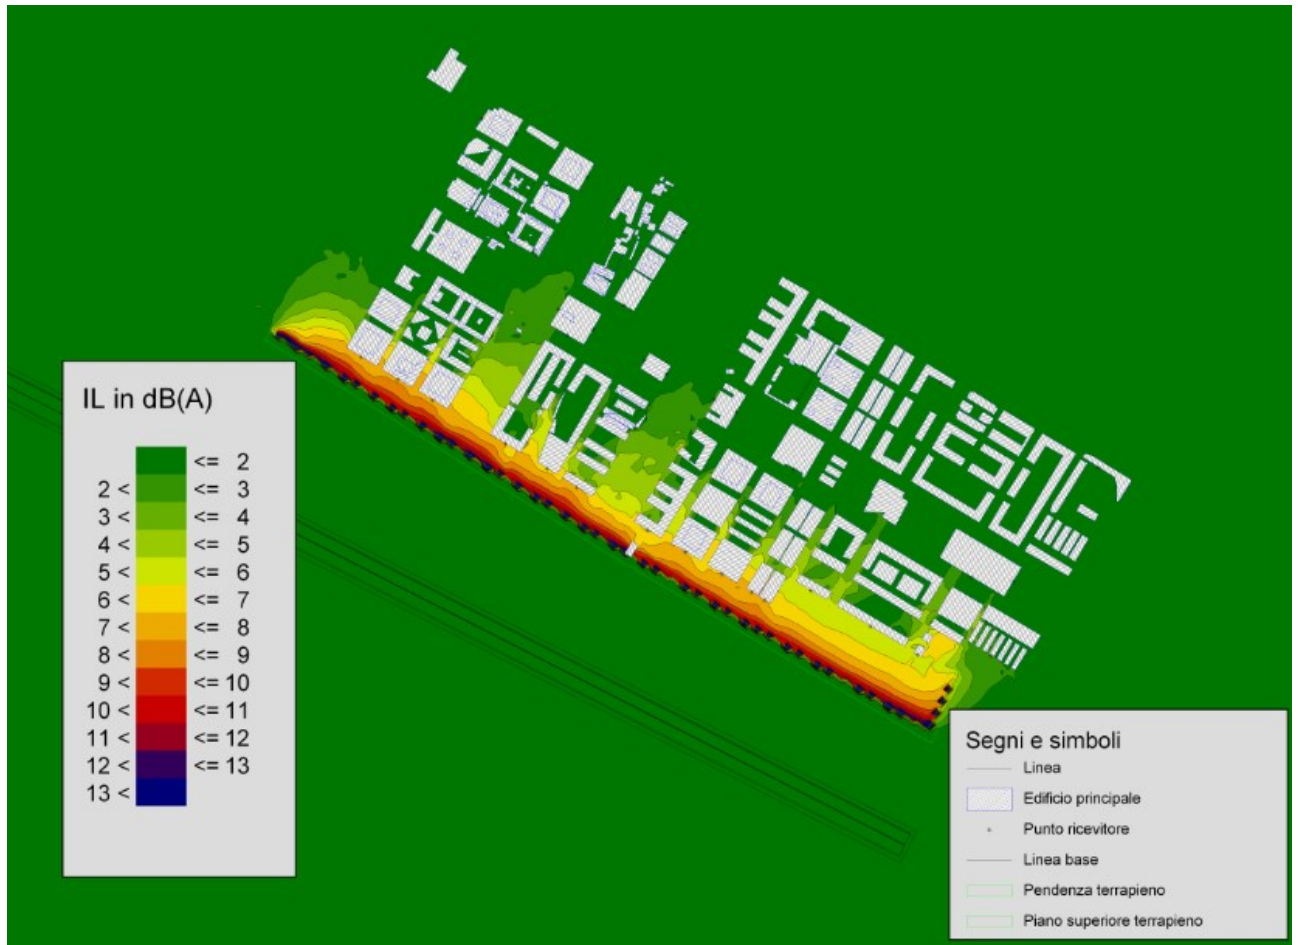 IL in dB(A)
<= 2
2 < <= 3
3 < <= 4
4 < <= 5
5 < <= 6
6 < <= 7
7 < <= 8
8 < <= 9
9 < <= 10
10 < <= 11
11 < <= 12
12 < <= 13
13 <
Segni e simboli
Linea
Edificio principale
Punto ricevitore
Linea base
Pendenza terrapieno
Piano superiore terrapieno